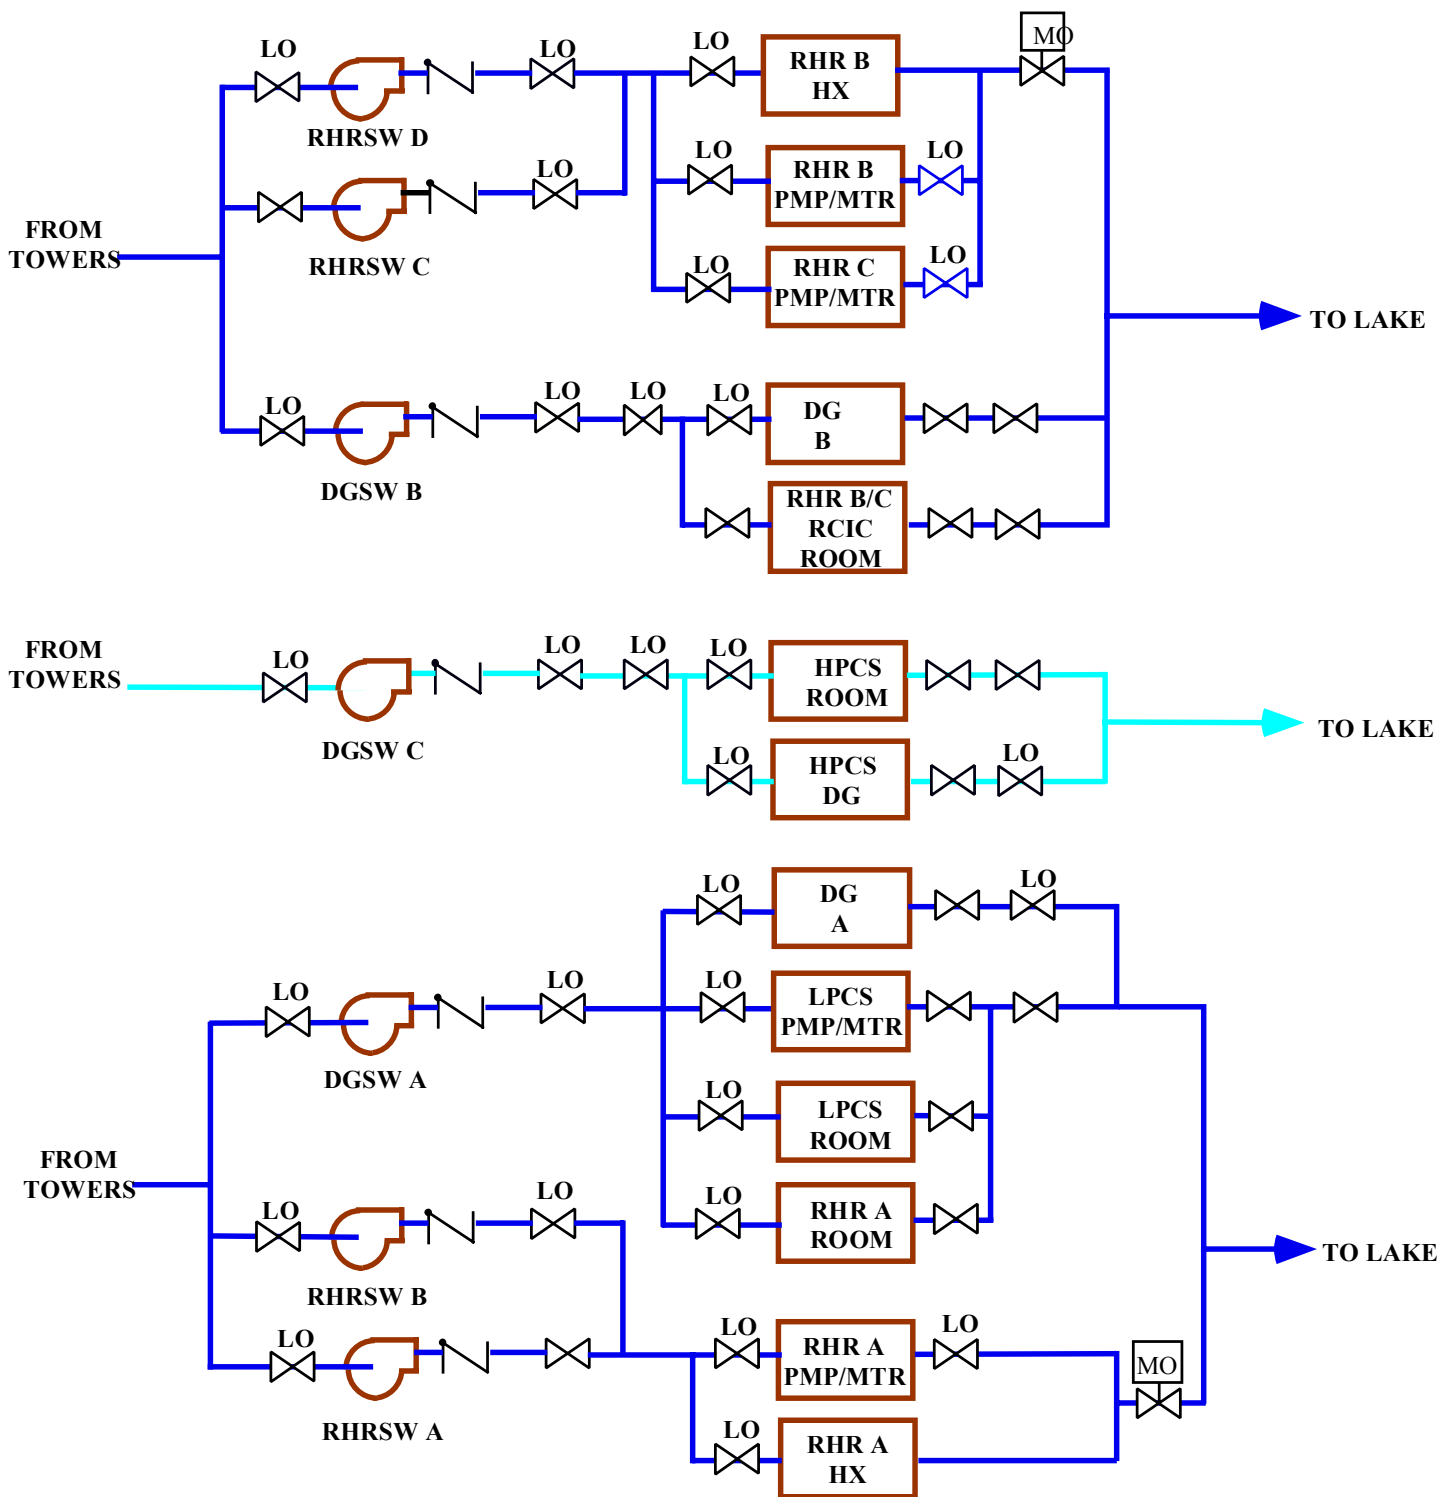 LO
LO
LO
MO
RHR B
HX
RHRSW D
LO
LO
LO
RHR B
PMP/MTR
FROM
TOWERS
RHRSW C
LO
LO
RHR C
PMP/MTR
TO LAKE
LO
LO
LO
LO
DG
B
DGSW B
RHR B/C
RCIC
ROOM
FROM
TOWERS
LO
LO
LO
LO
HPCS
ROOM
DGSW C
TO LAKE
LO
LO
HPCS
DG
LO
LO
DG
A
LO
LO
LO
LPCS
PMP/MTR
DGSW A
LO
LPCS
ROOM
FROM
TOWERS
LO
LO
LO
RHR A
ROOM
TO LAKE
RHRSW B
LO
LO
LO
RHR A
PMP/MTR
MO
RHRSW A
LO
RHR A
HX